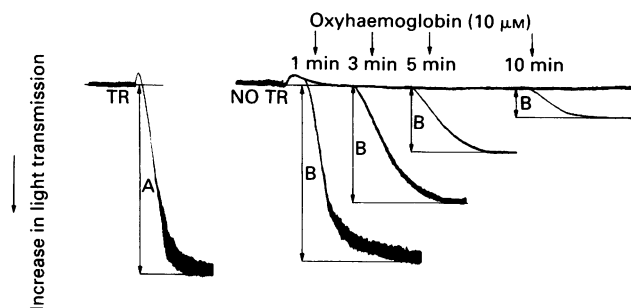 Oxyhaemoglobin (10 μM)
1 min 3 min 5 min 10 min
TR
NO TR
A
B
B
B
B
Increase in light transmission